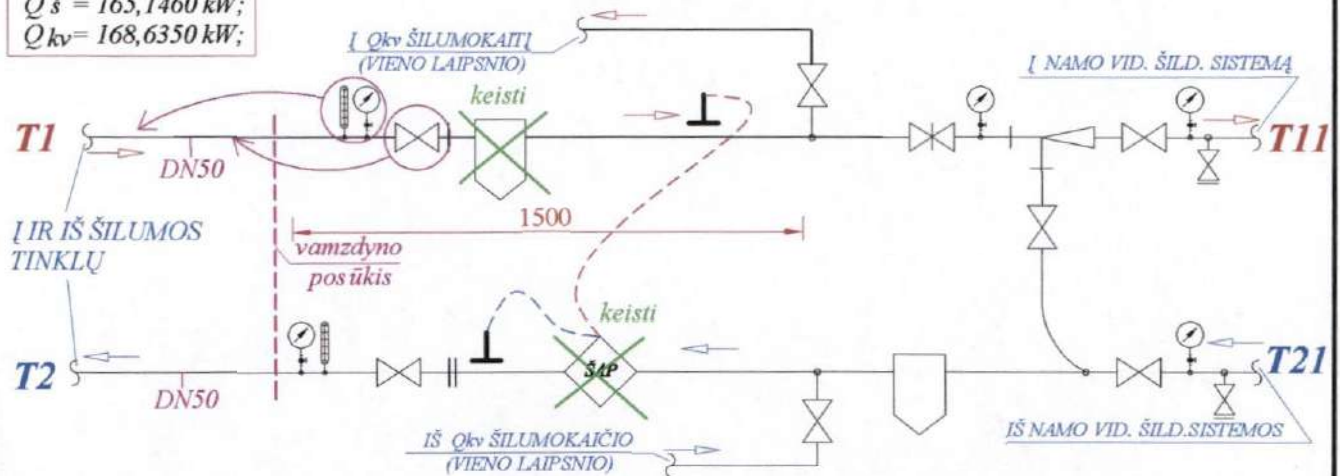 Q š = 165,1460 kW;
Q kv= 168,6350 kW;
Į Qkv ŠILUMOKAITĮ
(VIENO LAIPSNIO)
Į NAMO VID. ŠILD. SISTEMĄ
keisti
T1
T11
DN50
1500
Į IR IŠ ŠILUMOS
TINKLŲ
vamzdyno
posūkis
keisti
T2
ŠAP
T21
DN50
IŠ Qkv ŠILUMOKAIČIO
(VIENO LAIPSNIO)
IŠ NAMO VID. ŠILD.SISTEMOS